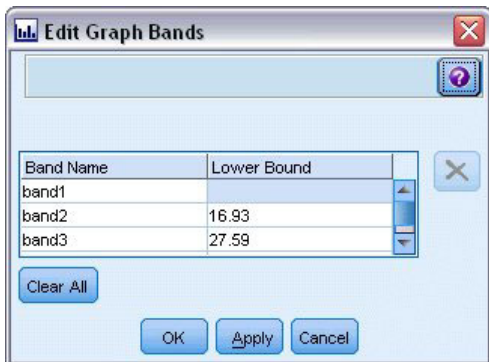 Edit Graph Bands
?
Band Name Lower Bound
band1
band2 16.93
band3 27.59
Clear All
OK Apply Cancel